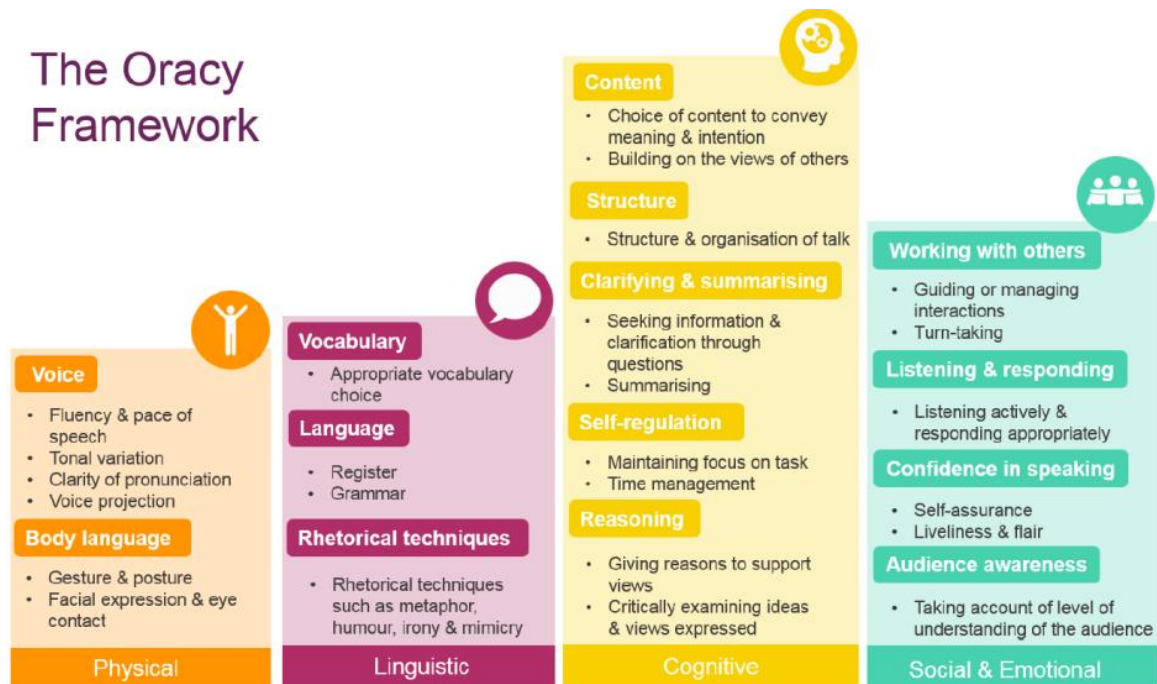 The Oracy
Framework
Voice
• Fluency & pace of
speech
• Tonal variation
• Clarity of pronunciation
• Voice projection
Body language
• Gesture & posture
• Facial expression & eye
contact
Physical
Vocabulary
• Appropriate vocabulary
choice
Language
• Register
• Grammar
Rhetorical techniques
• Rhetorical techniques
such as metaphor,
humour, irony & mimicry
Linguistic
Content
• Choice of content to convey
meaning & intention
• Building on the views of others
Structure
• Structure & organisation of talk
Clarifying & summarising
• Seeking information &
clarification through
questions
• Summarising
Self-regulation
• Maintaining focus on task
• Time management
Reasoning
• Giving reasons to support
views
• Critically examining ideas
& views expressed
Cognitive
Working with others
• Guiding or managing
interactions
• Turn-taking
Listening & responding
• Listening actively &
responding appropriately
Confidence in speaking
• Self-assurance
• Liveliness & flair
Audience awareness
• Taking account of level of
understanding of the audience
Social & Emotional